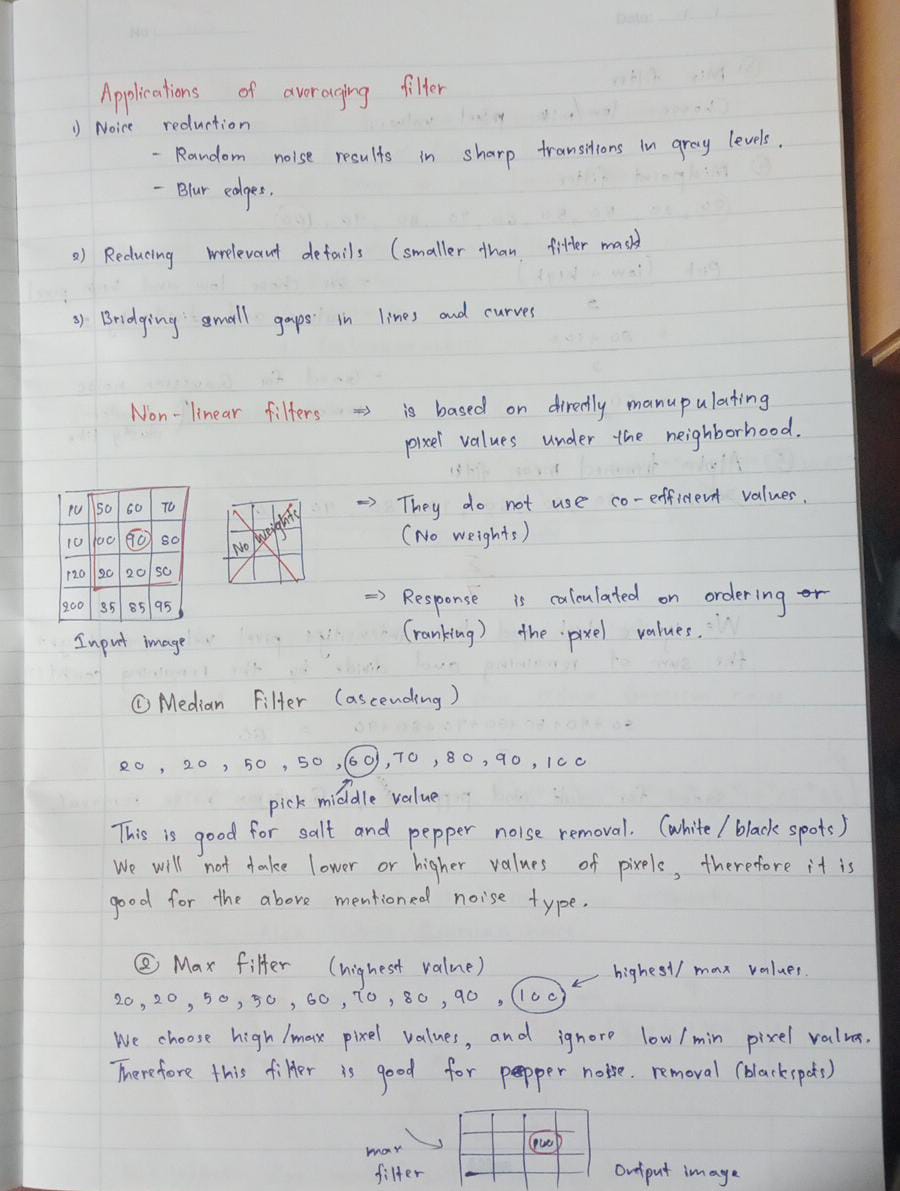 No
Date:
Applications of averaging filter
1) Noice reduction
- Random noise results in sharp transitions in gray levels.
- Blur edges.
2) Reducing irrelevant details (smaller than filter mask)
3) Bridging small gaps in lines and curves
Non-linear filters ⇒ is based on directly manupulating
pixel values under the neighborhood.
⇒ They do not use co-efficient values.
(No weights)
⇒ Response is calculated on ordering or
(ranking) the pixel values.
10 50 60 70
10 100 90 80
120 20 20 50
200 35 85 95
Input image
No weights
① Median Filter (ascending)
20, 20, 50, 50, 60, 70, 80, 90, 100
pick middle value
This is good for salt and pepper noise removal. (white / black spots)
We will not take lower or higher values of pixels, therefore it is
good for the above mentioned noise type.
② Max filter (highest value)
highest/ max values.
20, 20, 50, 50, 60, 70, 80, 90, 100
We choose high/max pixel values, and ignore low/min pixel value.
Therefore this filter is good for pepper noise. removal (blackspots)
max
filter
100
Output image